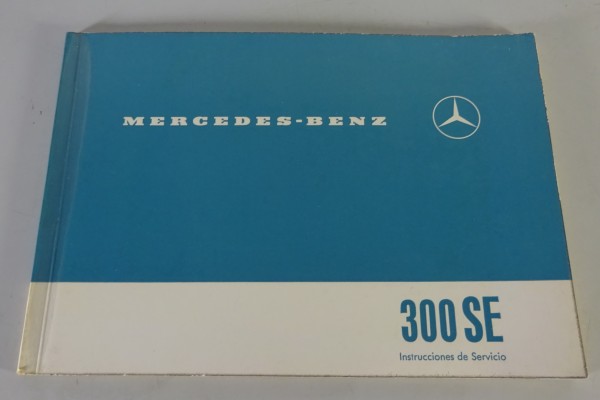 MERCEDES-BENZ
300 SE
Instrucciones de Servicio